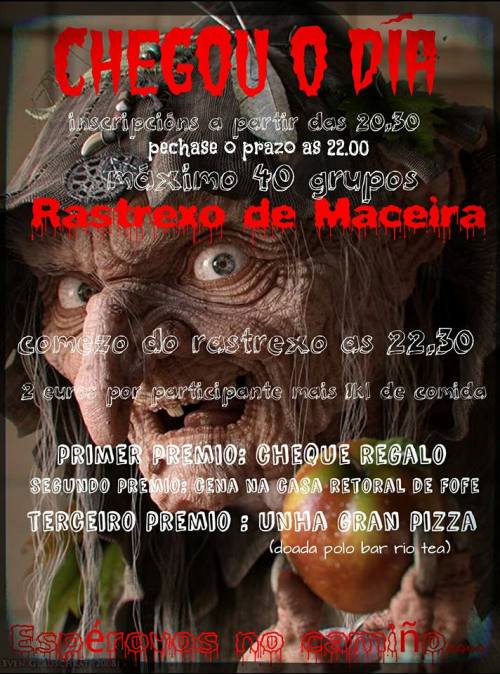 CHEGOU O DÍA
inscripcións a partir das 20,30
pechase o prazo as 22.00
máximo 40 grupos
Rastrexo de Maceira
comezo do rastrexo as 22,30
2 euros por participante mais 1kl de comida
PRIMER PREMIO: CHEQUE REGALO
SEGUNDO PREMIO: CENA NA CASA RETORAL DE FOFE
TERCEIRO PREMIO : UNHA GRAN PIZZA
(doada polo bar rio tea)
Espérovos no camiño....